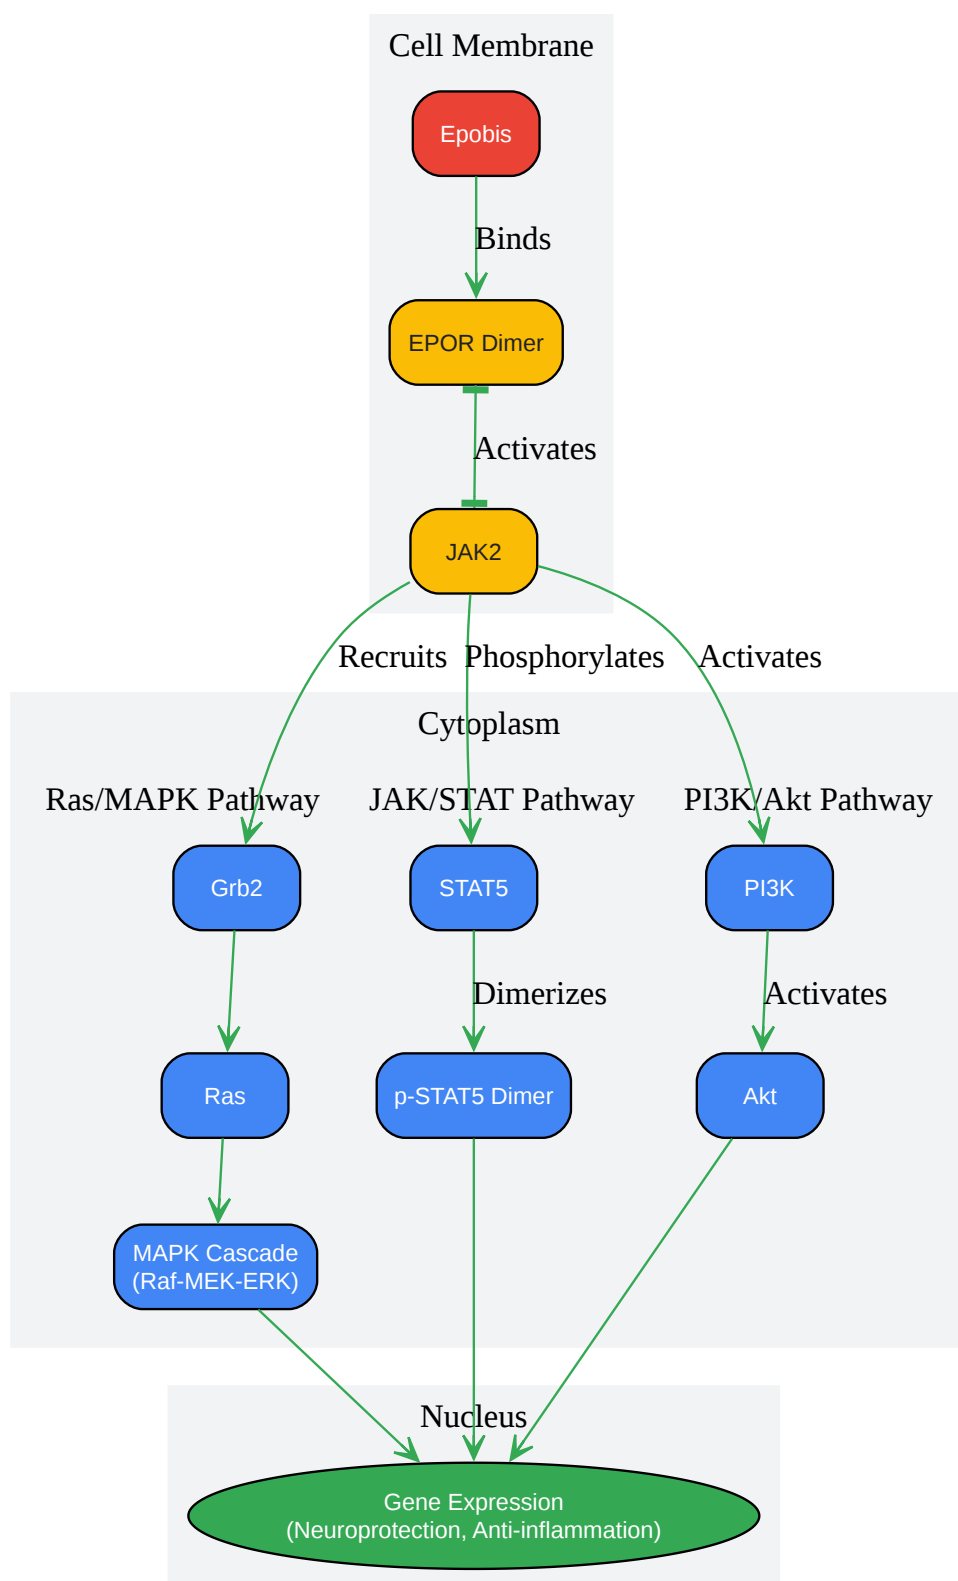 Cell Membrane
Epobis
Binds
EPOR Dimer
Activates
JAK2
Recruits
Phosphorylates
Activates
Cytoplasm
Ras/MAPK Pathway
JAK/STAT Pathway
PI3K/Akt Pathway
Grb2
STAT5
PI3K
Dimerizes
Activates
Ras
p-STAT5 Dimer
Akt
MAPK Cascade
(Raf-MEK-ERK)
Nucleus
Gene Expression
(Neuroprotection, Anti-inflammation)